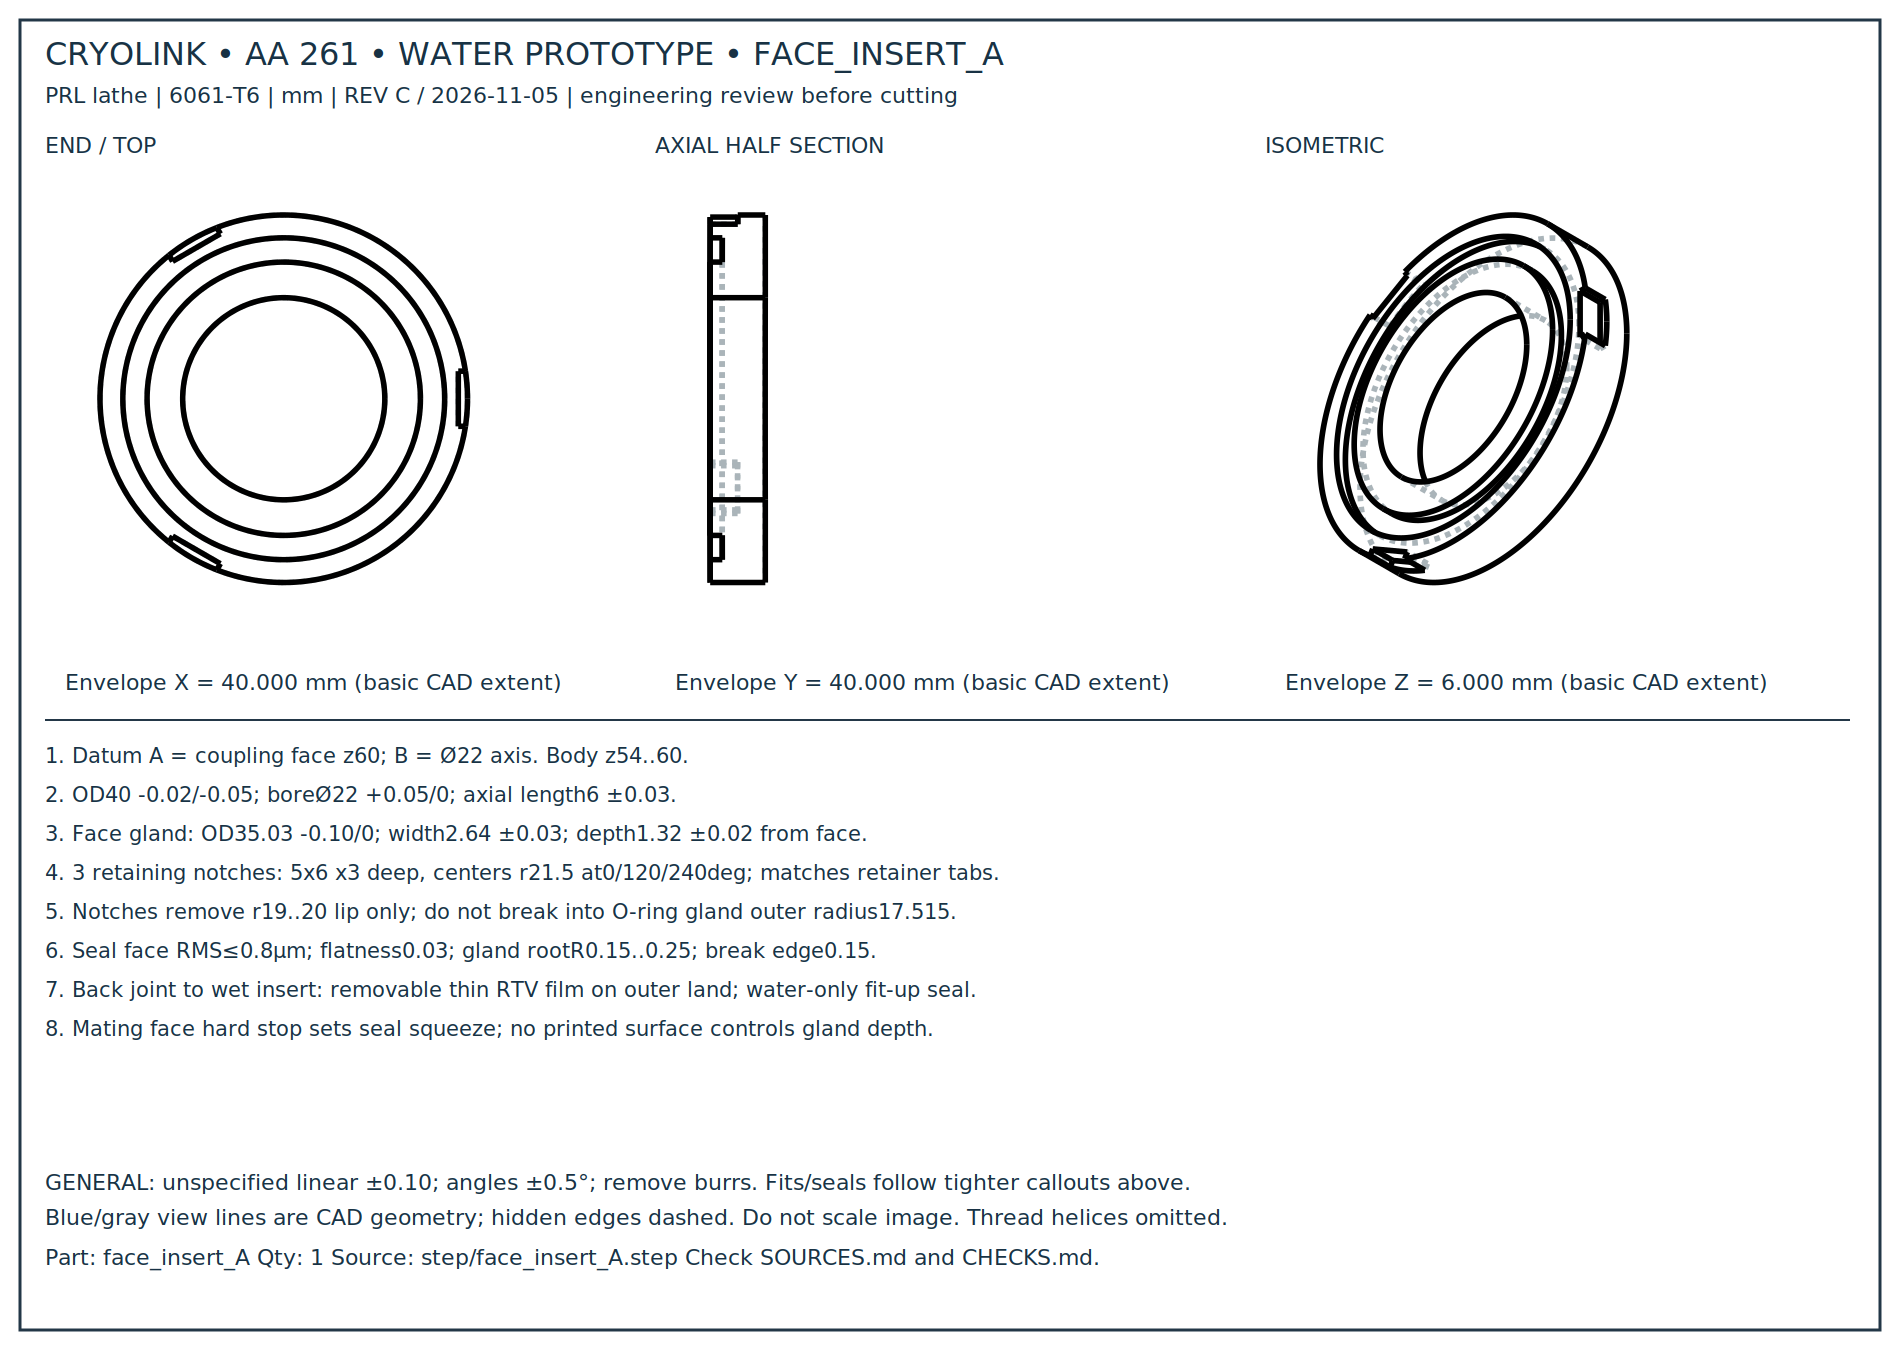 CRYOLINK • AA 261 • WATER PROTOTYPE • FACE_INSERT_A
PRL lathe | 6061-T6 | mm | REV C / 2026-11-05 | engineering review before cutting
END / TOP
AXIAL HALF SECTION
ISOMETRIC
Envelope X = 40.000 mm (basic CAD extent)
Envelope Y = 40.000 mm (basic CAD extent)
Envelope Z = 6.000 mm (basic CAD extent)
1. Datum A = coupling face z60; B = Ø22 axis. Body z54..60.
2. OD40 -0.02/-0.05; boreØ22 +0.05/0; axial length6 ±0.03.
3. Face gland: OD35.03 -0.10/0; width2.64 ±0.03; depth1.32 ±0.02 from face.
4. 3 retaining notches: 5x6 x3 deep, centers r21.5 at0/120/240deg; matches retainer tabs.
5. Notches remove r19..20 lip only; do not break into O-ring gland outer radius17.515.
6. Seal face RMS≤0.8µm; flatness0.03; gland rootR0.15..0.25; break edge0.15.
7. Back joint to wet insert: removable thin RTV film on outer land; water-only fit-up seal.
8. Mating face hard stop sets seal squeeze; no printed surface controls gland depth.
GENERAL: unspecified linear ±0.10; angles ±0.5°; remove burrs. Fits/seals follow tighter callouts above.
Blue/gray view lines are CAD geometry; hidden edges dashed. Do not scale image. Thread helices omitted.
Part: face_insert_A Qty: 1 Source: step/face_insert_A.step Check SOURCES.md and CHECKS.md.